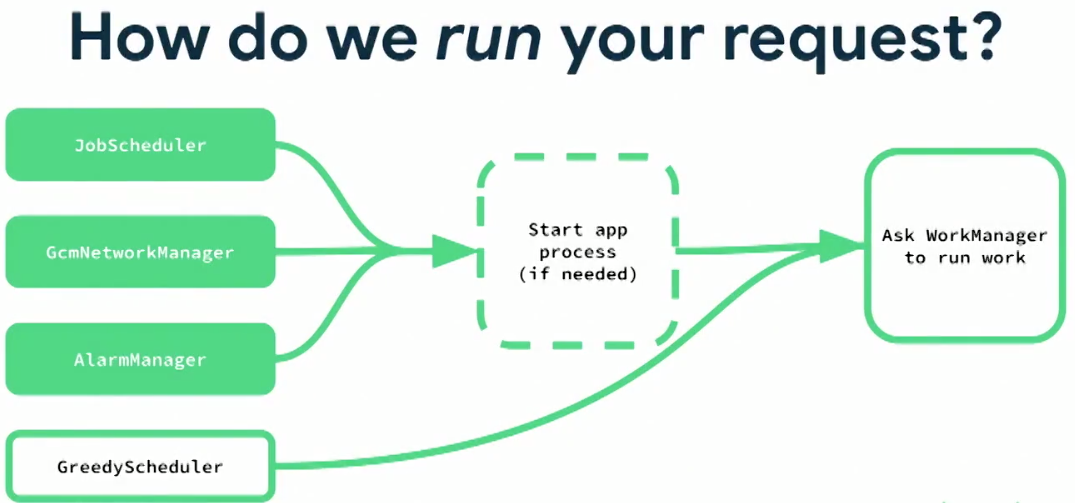 How do we run your request?
JobScheduler
GcmNetworkManager
AlarmManager
GreedyScheduler
Start app
process
(if needed)
Ask WorkManager
to run work